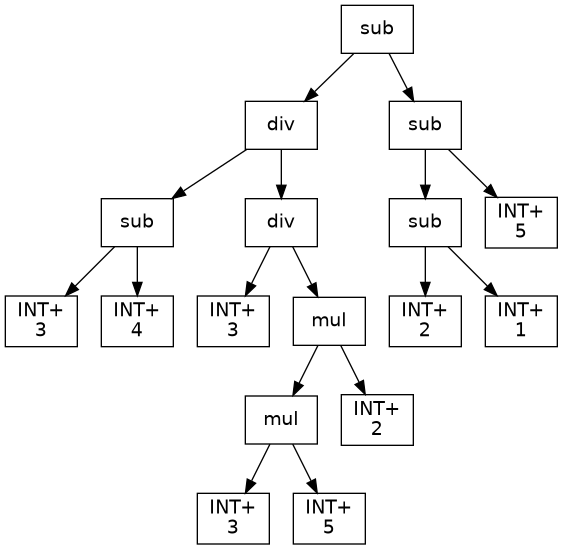 sub
div
sub
sub
div
sub
INT+
5
INT+
3
INT+
4
INT+
3
mul
INT+
2
INT+
1
mul
INT+
2
INT+
3
INT+
5